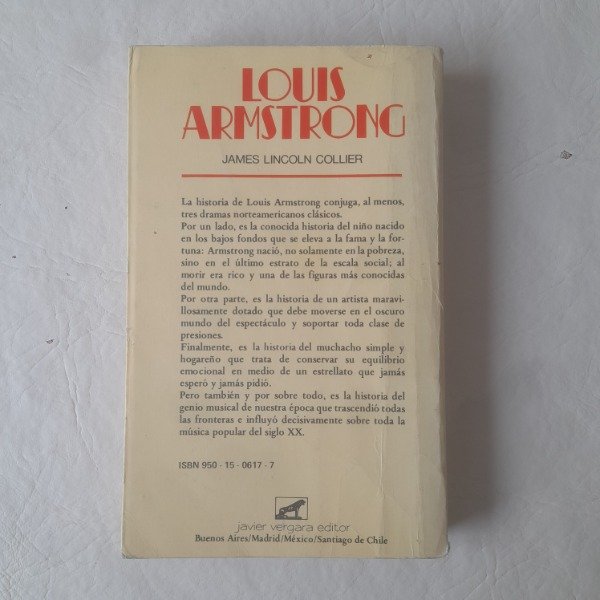 LOUIS
ARMSTRONG
JAMES LINCOLN COLLIER
La historia de Louis Armstrong conjuga, al menos,
tres dramas norteamericanos clásicos.
Por un lado, es la conocida historia del niño nacido
en los bajos fondos que se eleva a la fama y la for-
tuna: Armstrong nació, no solamente en la pobreza,
sino en el último estrato de la escala social; al
morir era rico y una de las figuras más conocidas
del mundo.
Por otra parte, es la historia de un artista maravi-
llosamente dotado que debe moverse en el oscuro
mundo del espectáculo y soportar toda clase de
presiones.
Finalmente, es la historia del muchacho simple y
hogareño que trata de conservar su equilibrio
emocional en medio de un estrellato que jamás
esperó y jamás pidió.
Pero también y por sobre todo, es la historia del
genio musical de nuestra época que trascendió todas
las fronteras e influyó decisivamente sobre toda la
música popular del siglo XX.
ISBN 950 - 15 - 0617 - 7
javier vergara editor
Buenos Aires/Madrid/México/Santiago de Chile